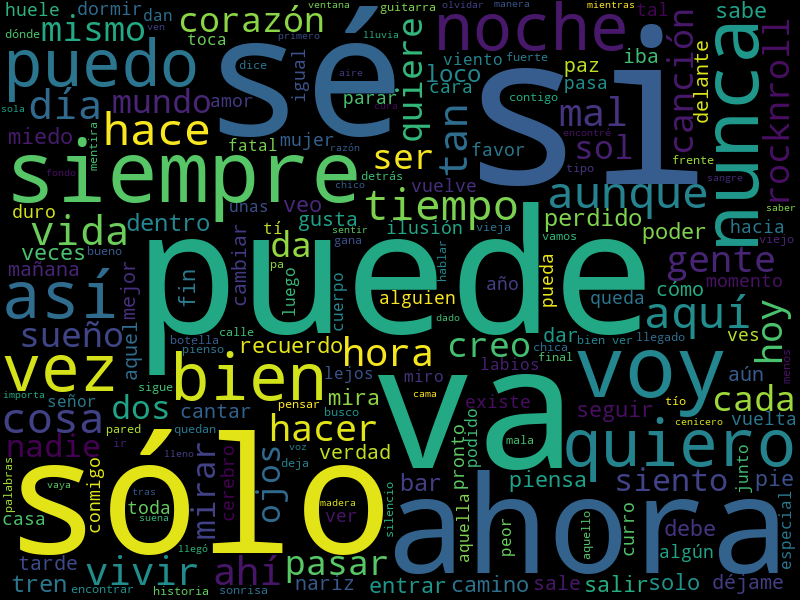 huele
dormir
dan
ventana
guitarra
olvidar
manera
mientras
dónde
mismo
ven
corazón
toca
primero
lluvia
tal
noche
sabe
puedo
sé
si
dice
igual
fuerte
viento
quiere
loco
iba
canción
delante
nunca
rocknroll
sola
día
mundo
amor
parar
aire
cara
contigo
paz
pasa
miedo
mentira
hace
fatal
mujer
razón
cara
tan
mal
sol
encontré
frente
fondo
siempre
chico
detrás
ser
favor
tipo
sangre
vuelve
aunque
saber
duro
dentro
unas
veo
sentir
gusta
tiempo
gana
vieja
perdido
poder
hacia
viejo
vida
veces
tí
ilusión
vamos
bueno
da
pa
puede
hablar
gente
cómo
momento
mañana
mejor
fin
cambiar
luego
cuerpo
alguien
año
pueda
queda
así
aquel
aquí
hoy
sueño
botella
calle
dado
creo
dar
bien ver
llegado
ves
menos
pienso
recuerdo
hora
labios
final
chica
aún
vez
bien
lejos
miro
va
voy
importa
sigue
señor
pensar
cama
existe
tío
cada
cosa
dos
cantar
busco
mira
seguir
cenicero
vuelta
nadie
pared
quedan
hacer
voz
mala
quiero
ir
lleno
mirar
ojos
deja
verdad
pronto
podido
palabras
conmigo
cerebro
sólo
bar
piensa
siento
junto
pie
casa
vaya
toda
tras
suena
madera
ver
silencio
ahora
aquella
peor
aquello
curro
debe
algún
especial
tarde
llegó
ahí
pasar
tren
vivir
encontrar
historia
sonrisa
nariz
entrar
camino
sale
salir
solo
déjame